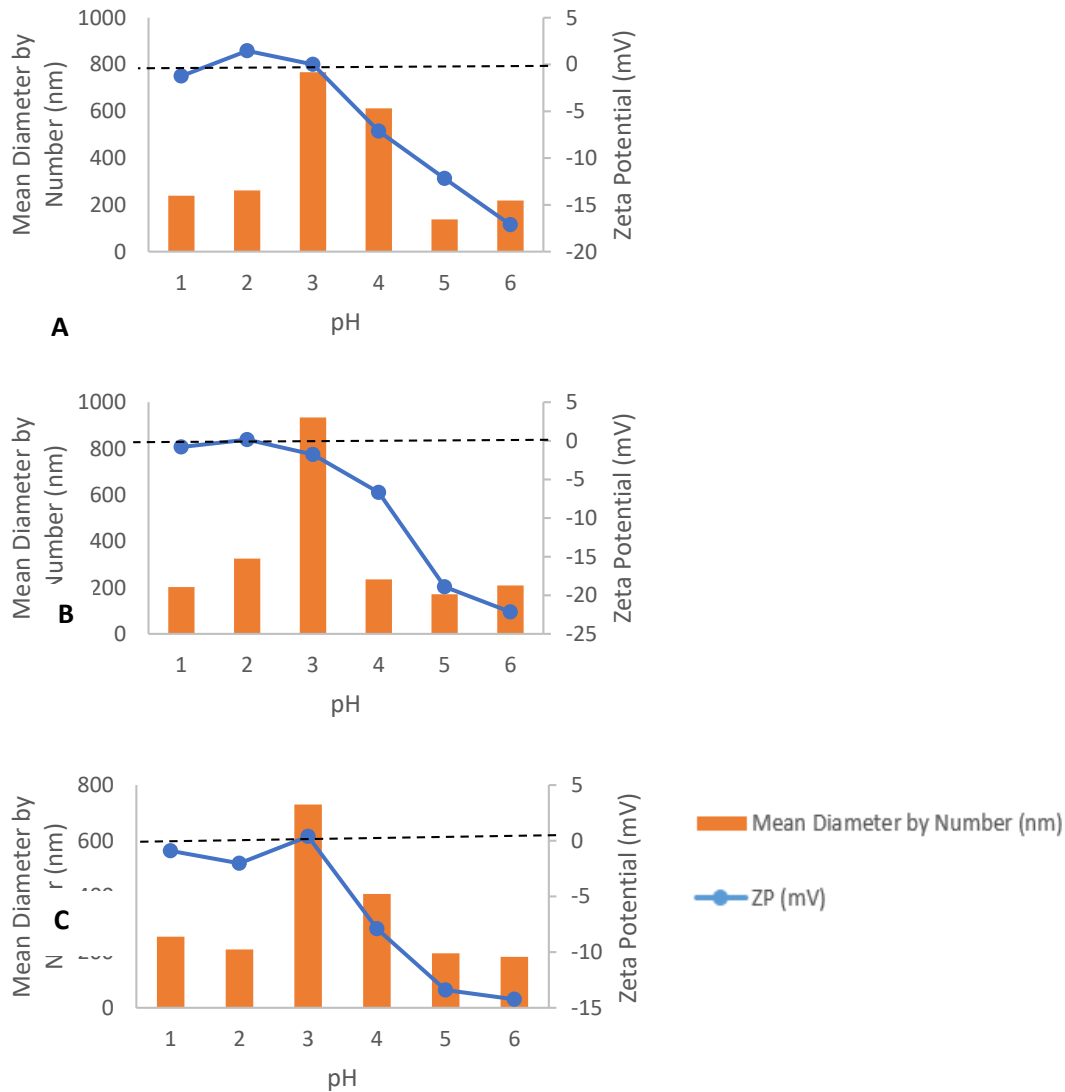 1000
800
600
400
200
0
5
0
-5
-10
-15
-20
1 2 3 4 5 6
pH
Mean Diameter by
Number (nm)
Zeta Potential (mV)
A
1000
800
600
400
200
0
5
0
-5
-10
-15
-20
-25
1 2 3 4 5 6
pH
Mean Diameter by
Number (nm)
Zeta Potential (mV)
B
800
600
0
5
0
-5
-10
-15
1 2 3 4 5 6
pH
Mean Diameter by
(nm)
Zeta Potential (mV)
C
Mean Diameter by Number (nm)
ZP (mV)